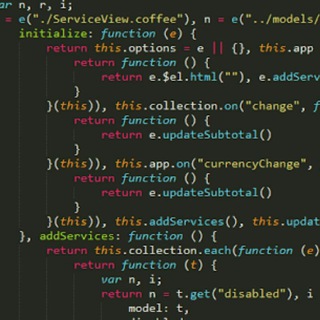 ar n, r, i;
= e("./ServiceView.coffee"), n = e("../models/
initialize: function (e) {
return this.options = e || {}, this.app
return function () {
return e.$el.html(""), e.addServ
}
}(this)), this.collection.on("change", f
return function () {
return e.updateSubtotal()
}
}(this)), this.app.on("currencyChange",
return function () {
return e.updateSubtotal()
}
}(this)), this.addServices(), this.updat
}, addServices: function () {
return this.collection.each(function (e)
return function (t) {
var n, i;
return n = t.get("disabled"), i
model: t,